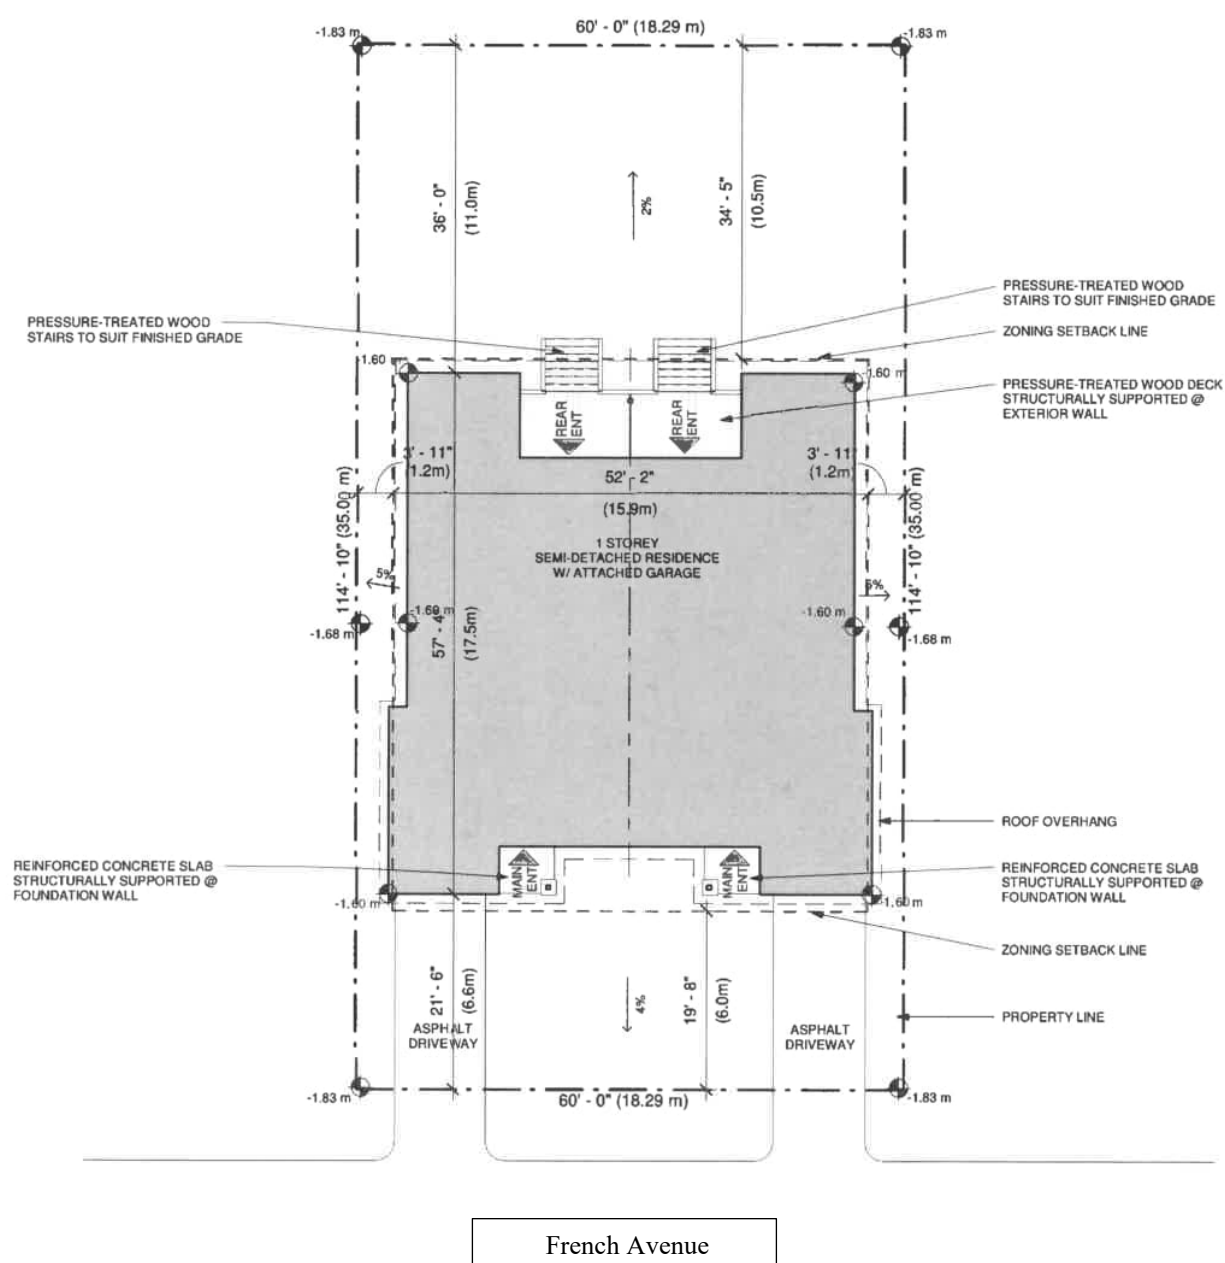 60' - 0" (18.29 m)
-1.83 m
-1.83 m
36' - 0"
(11.0m)
2%
34' - 5"
(10.5m)
PRESSURE-TREATED WOOD
STAIRS TO SUIT FINISHED GRADE
PRESSURE-TREATED WOOD
STAIRS TO SUIT FINISHED GRADE
ZONING SETBACK LINE
-1.60
-1.60 m
PRESSURE-TREATED WOOD DECK
STRUCTURALLY SUPPORTED @
EXTERIOR WALL
REAR
ENT
REAR
ENT
3' - 11"
(1.2m)
52' - 2"
(15.9m)
3' - 11"
(1.2m)
114' - 10" (35.00 m)
114' - 10" (35.00 m)
1 STOREY
SEMI-DETACHED RESIDENCE
W/ ATTACHED GARAGE
5%
5%
-1.68 m
-1.60 m
57' - 4"
(17.5m)
-1.60 m
-1.68 m
ROOF OVERHANG
REINFORCED CONCRETE SLAB
STRUCTURALLY SUPPORTED @
FOUNDATION WALL
MAIN
ENT
MAIN
ENT
REINFORCED CONCRETE SLAB
STRUCTURALLY SUPPORTED @
FOUNDATION WALL
-1.60 m
-1.60 m
ZONING SETBACK LINE
21' - 6"
(6.6m)
4%
19' - 8"
(6.0m)
PROPERTY LINE
ASPHALT
DRIVEWAY
ASPHALT
DRIVEWAY
-1.83 m
60' - 0" (18.29 m)
-1.83 m
French Avenue